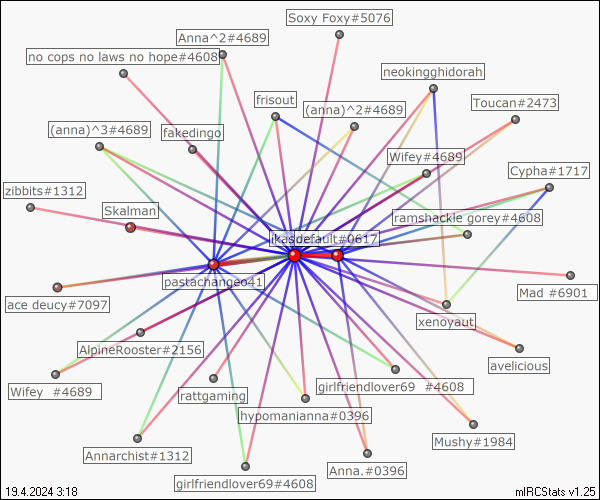 Soxy Foxy#5076
Anna^2#4689
no cops no laws no hope#4608
neokingghidorah
frisout
(anna)^2#4689
Toucan#2473
(anna)^3#4689
fakedingo
Wifey#4689
Cypha#1717
zibbits#1312
Skalman
ramshackle gorey#4608
ikasdefault#0617
pastachangeo41
Mad #6901
ace deucy#7097
xenoyaut
AlpineRooster#2156
avelicious
Wifey #4689
rattgaming
girlfriendlover69 #4608
hypomanianna#0396
Mushy#1984
Annarchist#1312
Anna.#0396
girlfriendlover69#4608
19.4.2024 3:18
mIRCStats v1.25